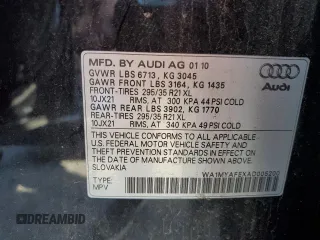 MFD. BY AUDI AG 01 10
GVWR LBS 6713, KG 3045
GAWR FRONT LBS 3164, KG 1435
FRONT-TIRES 295/35 R21 XL
10JX21 RIMS, AT 300 KPA 44 PSI COLD
GAWR REAR LBS 3902, KG 1770
REAR-TIRES 295/35 R21 XL
10JX21 RIMS, AT 340 KPA 49 PSI COLD
THIS VEHICLE CONFORMS TO ALL APPLICABLE
U.S. FEDERAL MOTOR VEHICLE SAFETY STANDARDS IN
EFFECT ON THE DATE OF MANUFACTURE SHOWN ABOVE.
SLOVAKIA
TYPE:
MPV
Audi
DREAMBID